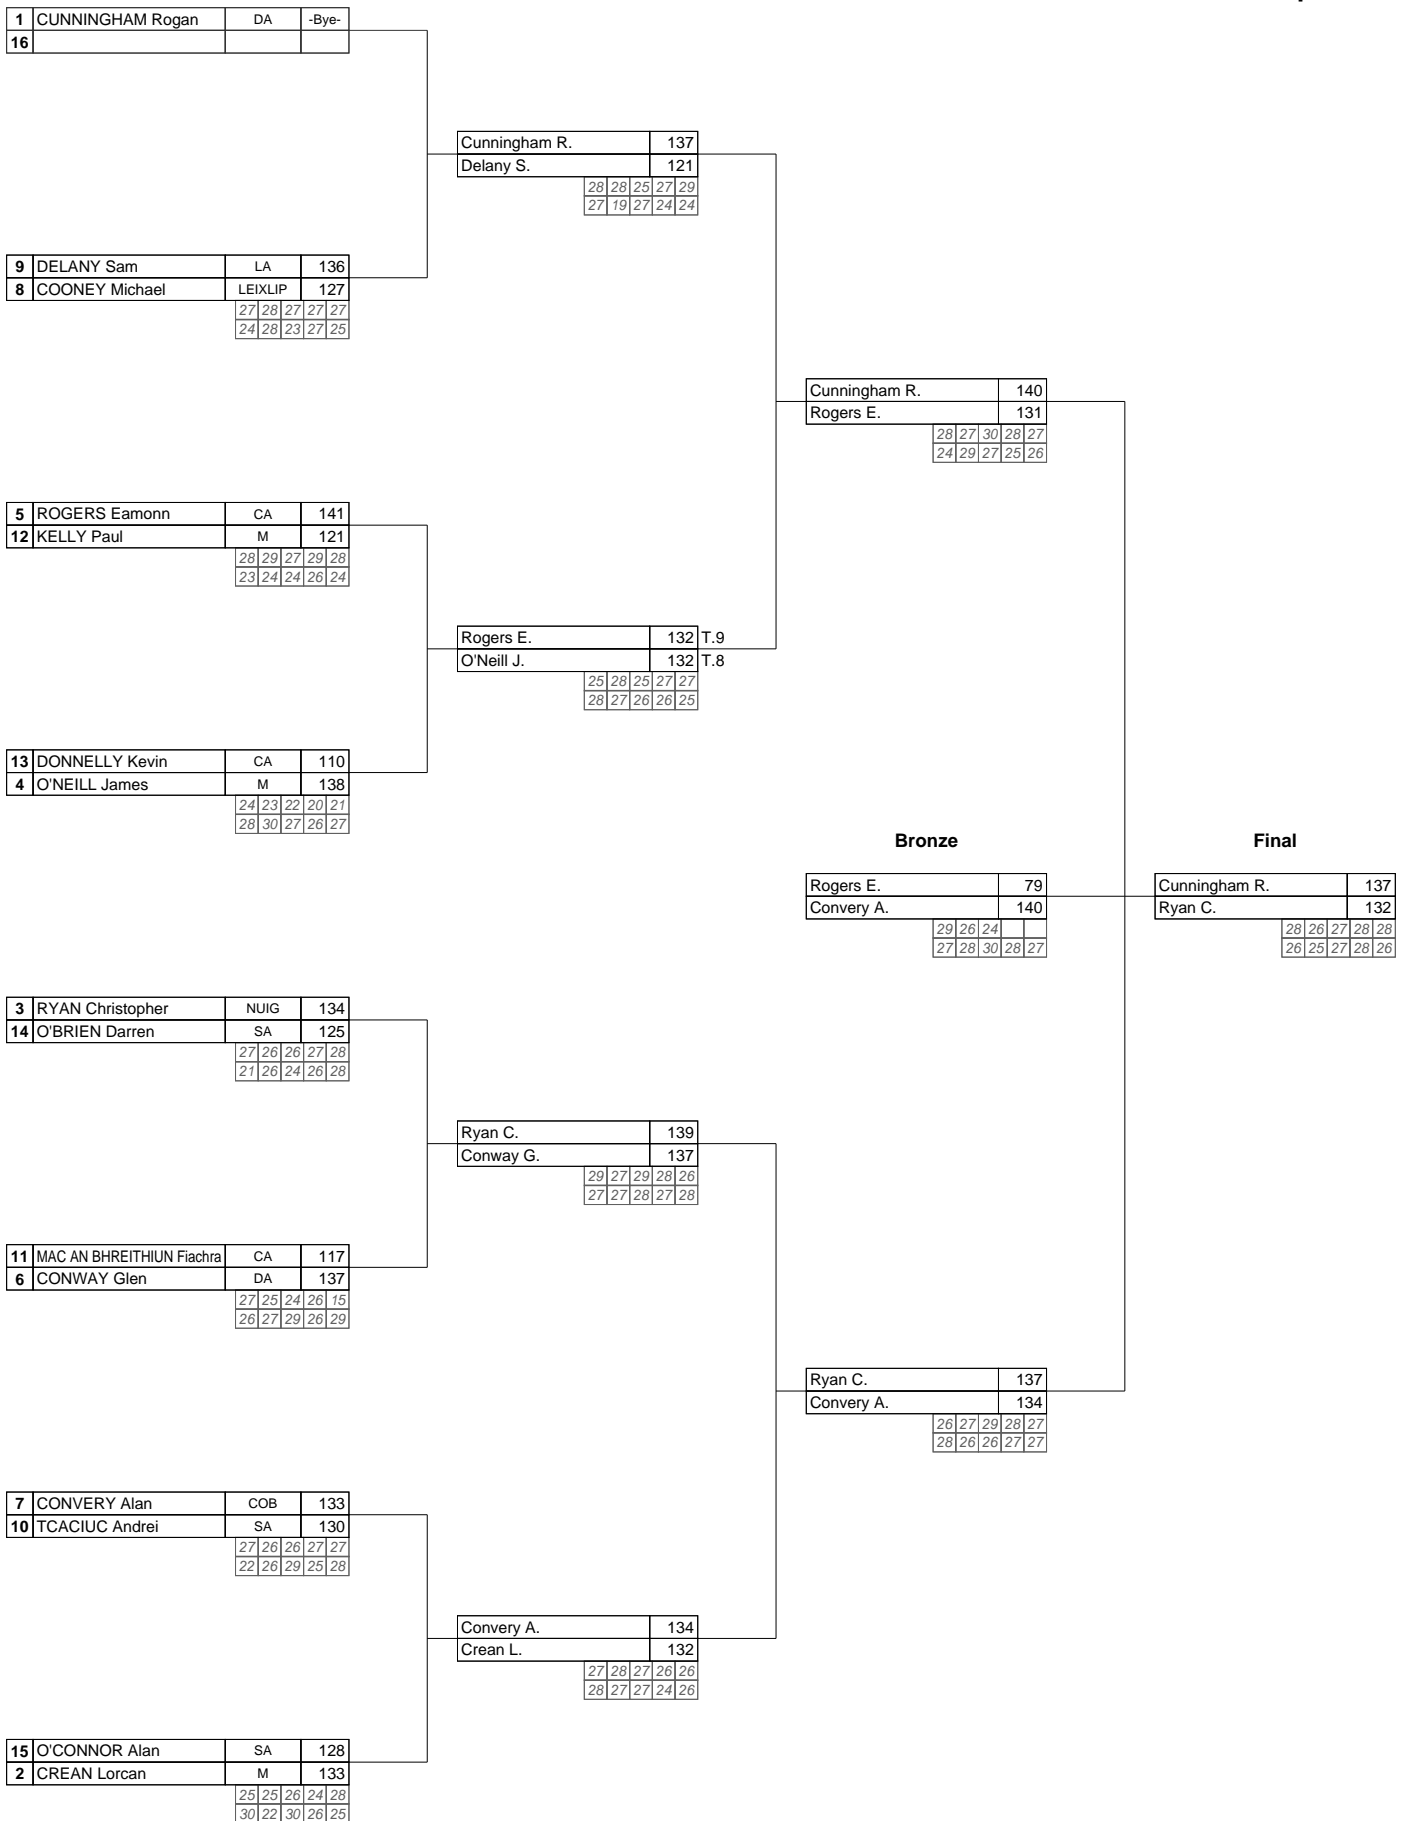 1 CUNNINGHAM Rogan DA -Bye-
16
Cunningham R. 137
Delany S. 121
28 28 25 27 29
27 19 27 24 24
9 DELANY Sam LA 136
8 COONEY Michael LEIXLIP 127
27 28 27 27 27
24 28 23 27 25
Cunningham R. 140
Rogers E. 131
28 27 30 28 27
24 29 27 25 26
5 ROGERS Eamonn CA 141
12 KELLY Paul M 121
28 29 27 29 28
23 24 24 26 24
Rogers E. 132 T.9
O'Neill J. 132 T.8
25 28 25 27 27
28 27 26 26 25
13 DONNELLY Kevin CA 110
4 O'NEILL James M 138
24 23 22 20 21
28 30 27 26 27
Bronze
Final
Rogers E. 79
Convery A. 140
29 26 24
27 28 30 28 27
Cunningham R. 137
Ryan C. 132
28 26 27 28 28
26 25 27 28 26
3 RYAN Christopher NUIG 134
14 O'BRIEN Darren SA 125
27 26 26 27 28
21 26 24 26 28
Ryan C. 139
Conway G. 137
29 27 29 28 26
27 27 28 27 28
11 MAC AN BHREITHIUN Fiachra CA 117
6 CONWAY Glen DA 137
27 25 24 26 15
26 27 29 26 29
Ryan C. 137
Convery A. 134
26 27 29 28 27
28 26 26 27 27
7 CONVERY Alan COB 133
10 TCACIUC Andrei SA 130
27 26 26 27 27
22 26 29 25 28
Convery A. 134
Crean L. 132
27 28 27 26 26
28 27 27 24 26
15 O'CONNOR Alan SA 128
2 CREAN Lorcan M 133
25 25 26 24 28
30 22 30 26 25